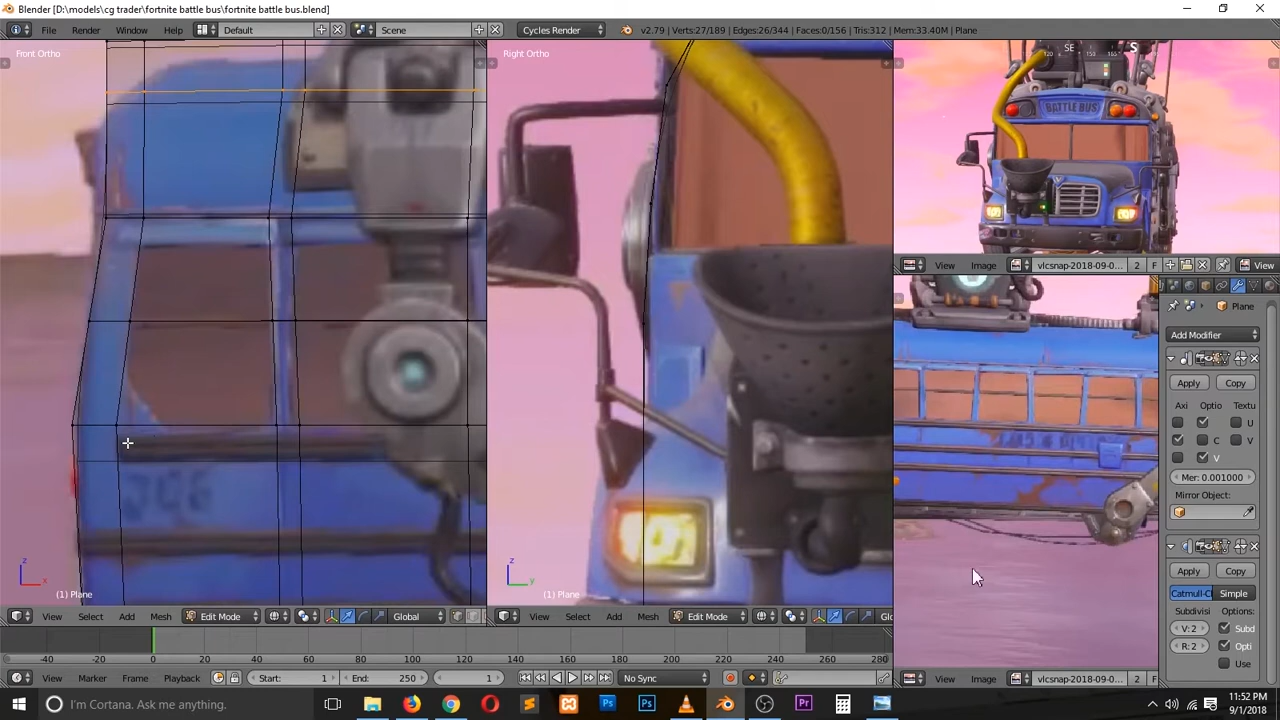 Blender [D:\models\cg trader\fortnite battle bus\fortnite battle bus.blend]
File Render Window Help Default Scene Cycles Render v2.79 | Verts:27/189 | Edges:26/344 | Faces:0/156 | Tris:312 | Mem:33.40M | Plane
Front Ortho
Right Ortho
SE
S
BATTLE BUS
View Image vlcsnap-2018-09-0... 2 F View
Plane
Add Modifier
Apply Copy
Axi Optio Textu
U
C V
V
Mer: 0.001000
Mirror Object:
Apply Copy
Catmull-Cl Simple
Subdivisi Options:
V: 2 Subd
R: 2 Opti
Use
z
x
(1) Plane
z
y
(1) Plane
View Select Add Mesh Edit Mode Global
View Select Add Mesh Edit Mode Gl
-40 -20 0 20 40 60 80 100 120 140 160 180 200 220 240 260 280
View Marker Frame Playback Start: 1 End: 250 1 No Sync
View Image vlcsnap-2018-09-0... 2
I'm Cortana. Ask me anything.
Ps Ps Pr
11:52 PM
9/1/2018